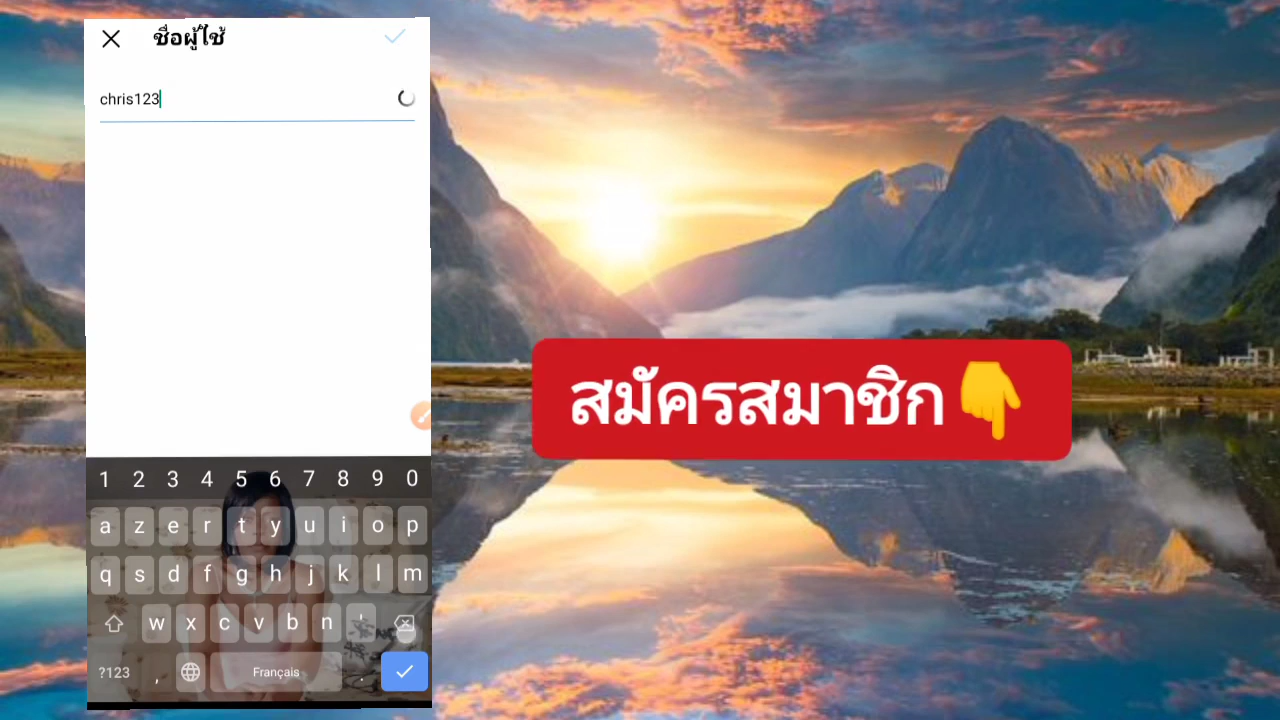 ชื่อผู้ใช้
chris123
สมัครสมาชิก👇
1 2 3 4 5 6 7 8 9 0
a z e r t y u i o p
q s d f g h j k l m
w x c v b n '
?123 , Français .